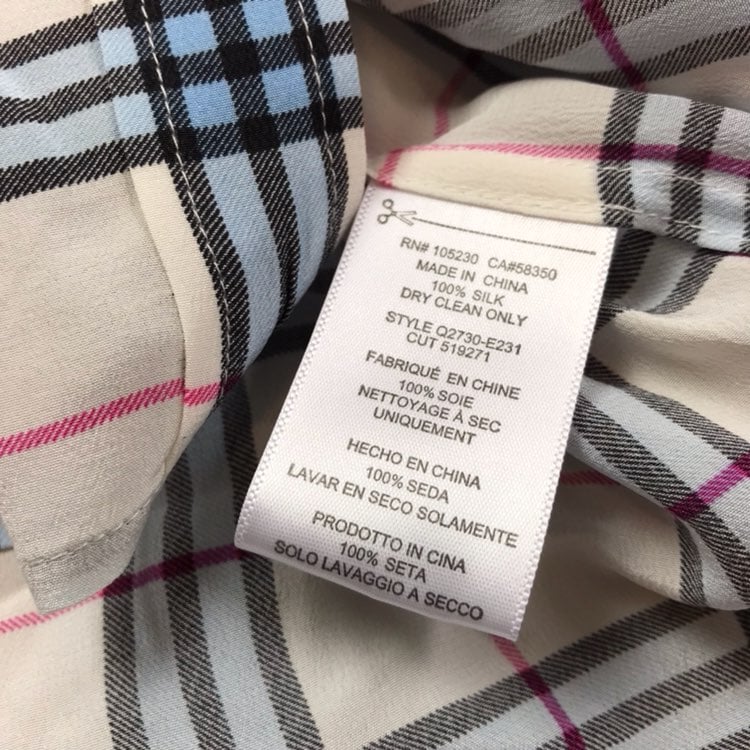 RN# 105230 CA#58350
MADE IN CHINA
100% SILK
DRY CLEAN ONLY
STYLE Q2730-E231
CUT 519271
FABRIQUÉ EN CHINE
100% SOIE
NETTOYAGE À SEC
UNIQUEMENT
HECHO EN CHINA
100% SEDA
LAVAR EN SECO SOLAMENTE
PRODOTTO IN CINA
100% SETA
SOLO LAVAGGIO A SECCO